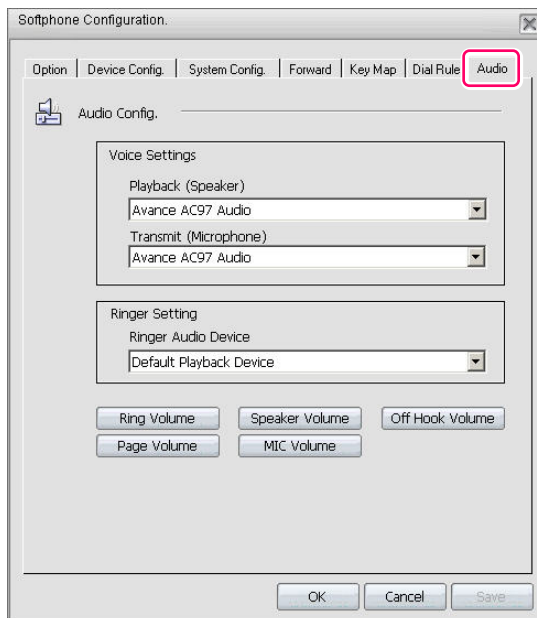 Softphone Configuration.
Option Device Config. System Config. Forward Key Map Dial Rule Audio
Audio Config.
Voice Settings
Playback (Speaker)
Avance AC97 Audio
Transmit (Microphone)
Avance AC97 Audio
Ringer Setting
Ringer Audio Device
Default Playback Device
Ring Volume Speaker Volume Off Hook Volume
Page Volume MIC Volume
OK Cancel Save